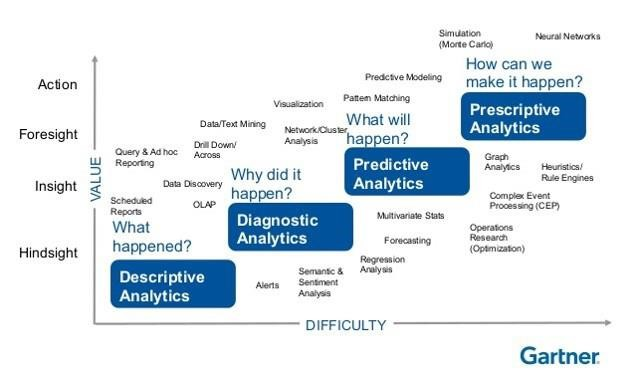 Simulation
(Monte Carlo)
Neural Networks
How can we
make it happen?
Action
Predictive Modeling
Visualization
Pattern Matching
Prescriptive
Analytics
Foresight
Data/Text Mining
Network/Cluster
Analysis
What will
happen?
Drill Down/
Across
Query & Ad hoc
Reporting
Predictive
Analytics
Graph
Analytics
Heuristics/
Rule Engines
Insight
VALUE
Data Discovery
Why did it
happen?
Scheduled
Reports
OLAP
Complex Event
Processing (CEP)
What
happened?
Diagnostic
Analytics
Multivariate Stats
Operations
Research
(Optimization)
Forecasting
Hindsight
Regression
Analysis
Descriptive
Analytics
Alerts
Semantic &
Sentiment
Analysis
DIFFICULTY
Gartner